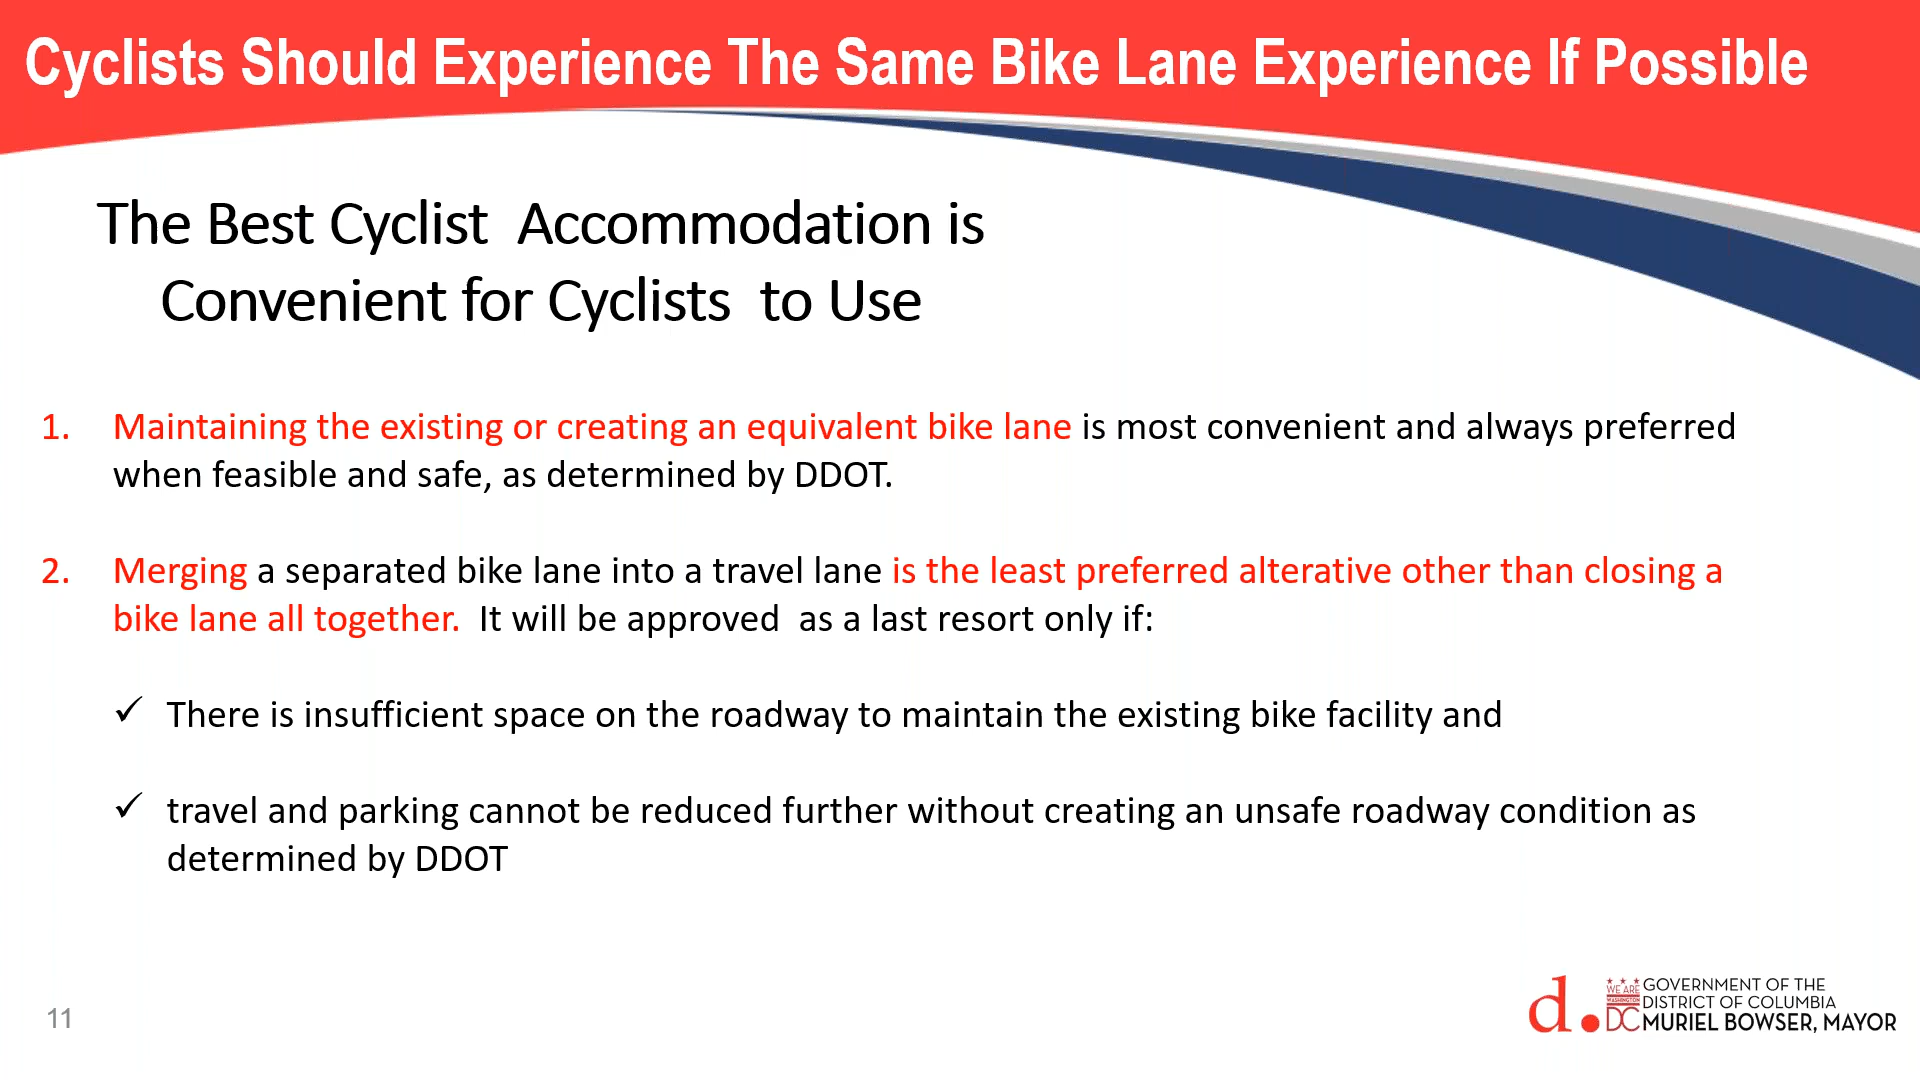 Cyclists Should Experience The Same Bike Lane Experience If Possible
The Best Cyclist  Accommodation is
Convenient for Cyclists  to Use
1. Maintaining the existing or creating an equivalent bike lane is most convenient and always preferred
when feasible and safe, as determined by DDOT.
2. Merging a separated bike lane into a travel lane is the least preferred alterative other than closing a
bike lane all together.  It will be approved  as a last resort only if:
✓ There is insufficient space on the roadway to maintain the existing bike facility and
✓ travel and parking cannot be reduced further without creating an unsafe roadway condition as
determined by DDOT
11
d.
WE ARE
WASHINGTON
DC
GOVERNMENT OF THE
DISTRICT OF COLUMBIA
MURIEL BOWSER, MAYOR